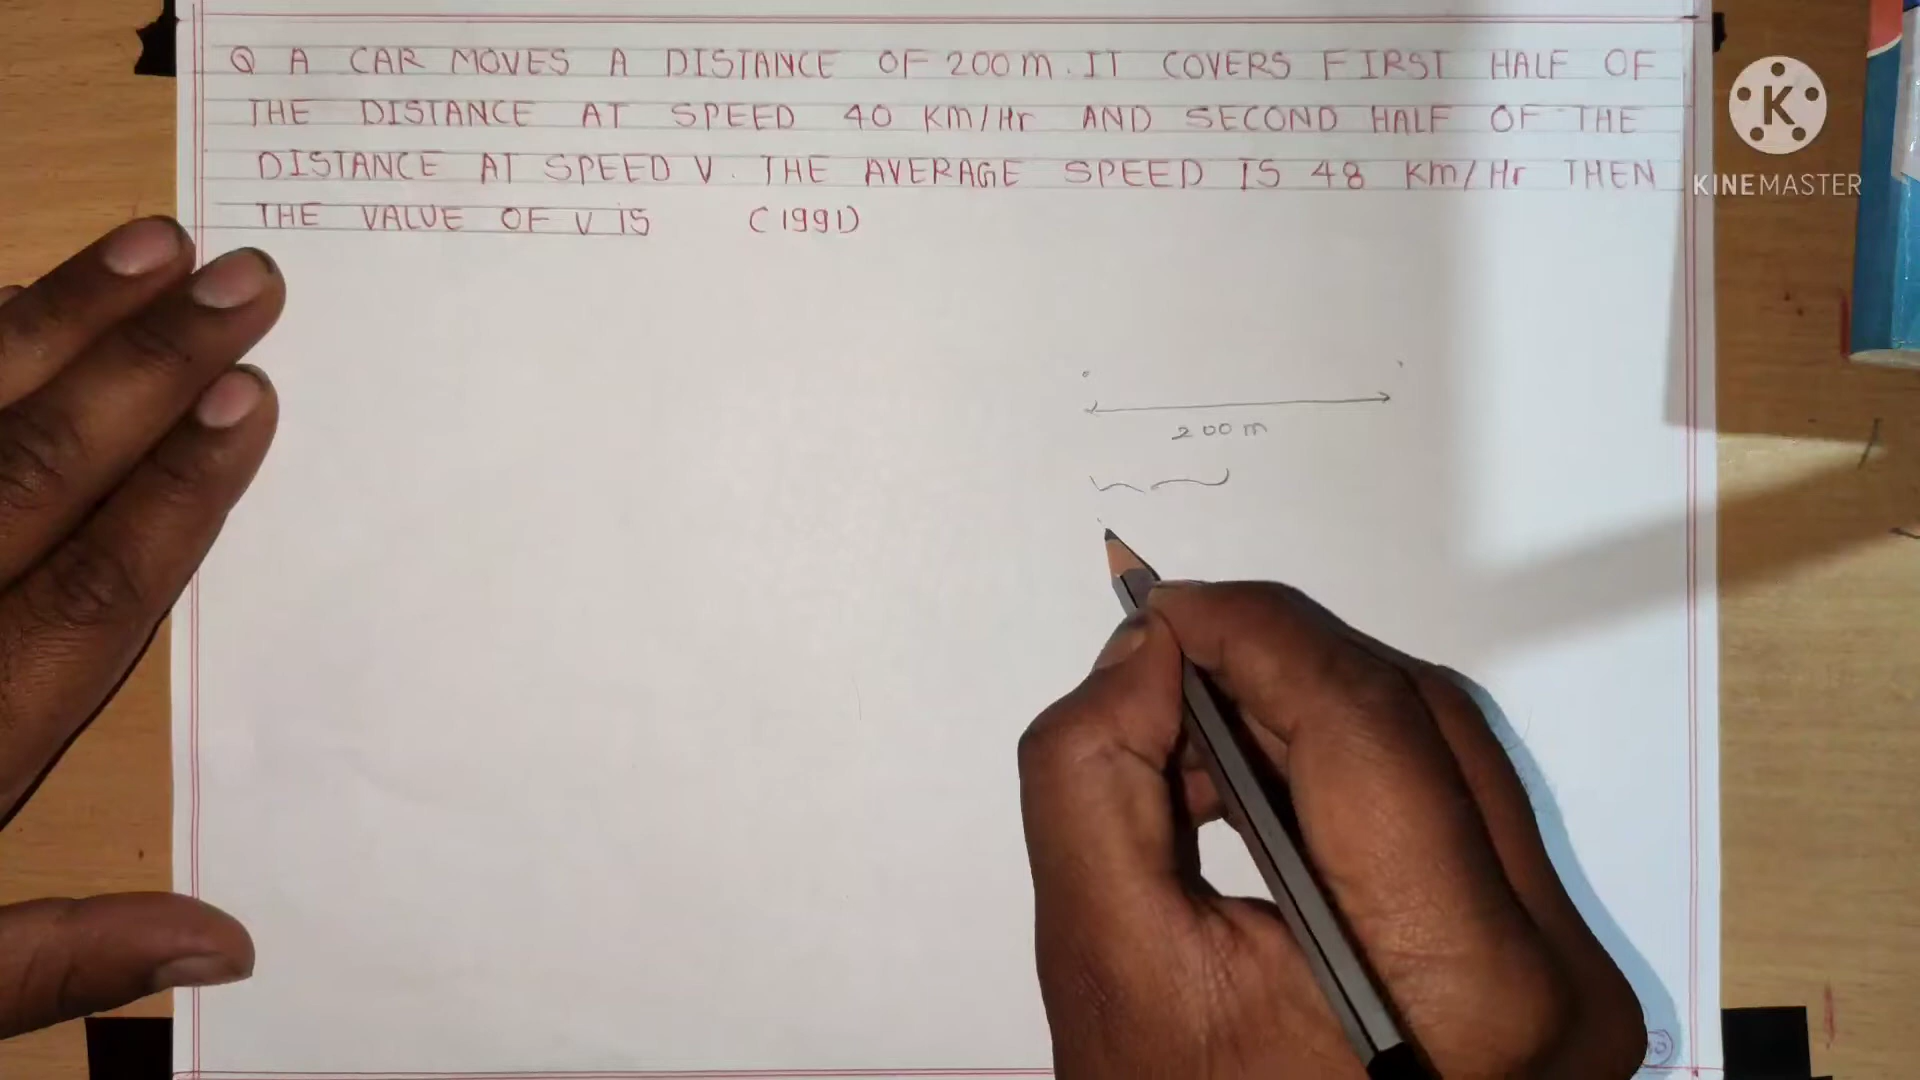 Q A CAR MOVES A DISTANCE OF 200m. IT COVERS FIRST HALF OF
THE DISTANCE AT SPEED 40 KM/Hr AND SECOND HALF OF THE
DISTANCE AT SPEED V. THE AVERAGE SPEED IS 48 KM/Hr THEN
THE VALUE OF V IS (1991)
K
KINEMASTER
200 m